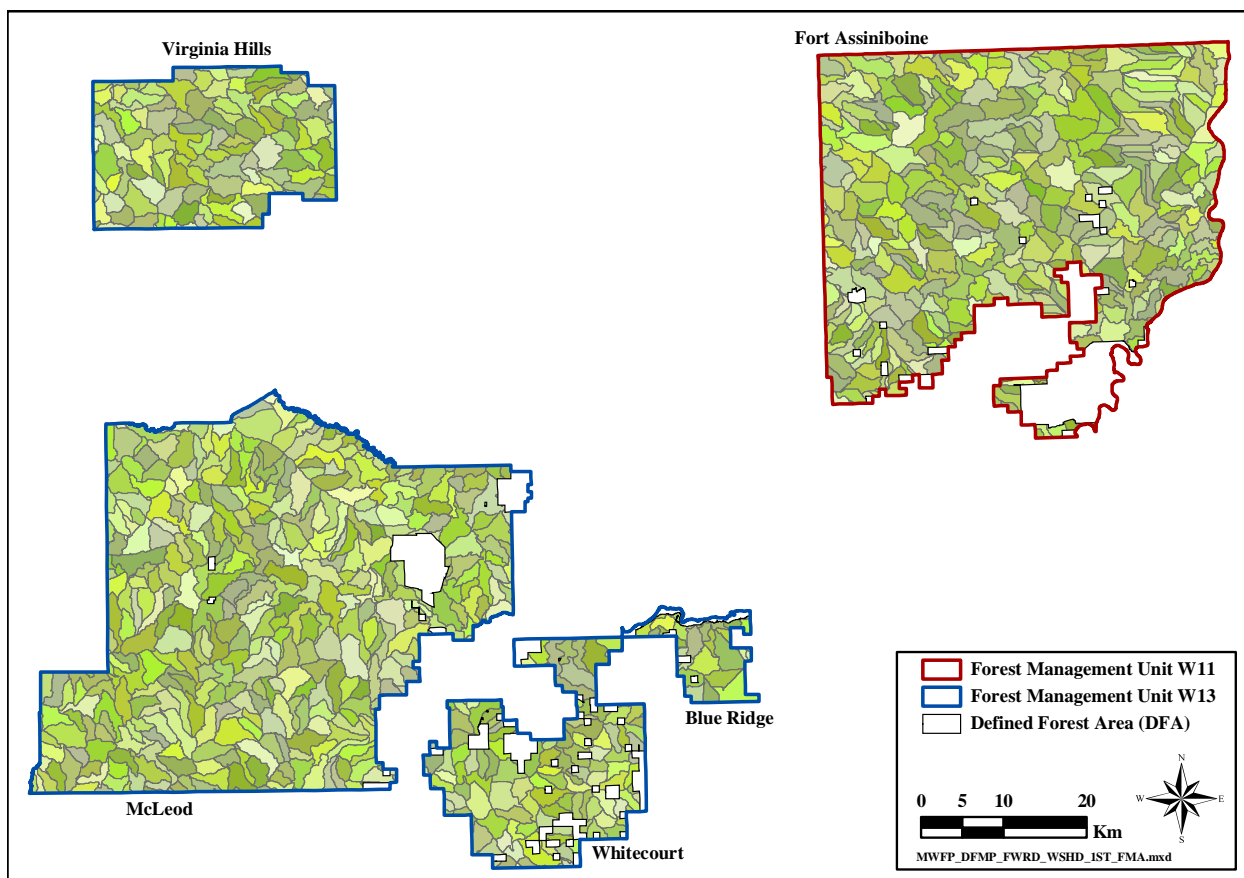 Virginia Hills
Fort Assiniboine
McLeod
Blue Ridge
Whitecourt
Forest Management Unit W11
Forest Management Unit W13
Defined Forest Area (DFA)
N
W E
S
0 5 10 20
Km
MWFP_DFMP_FWRD_WSHD_1ST_FMA.mxd